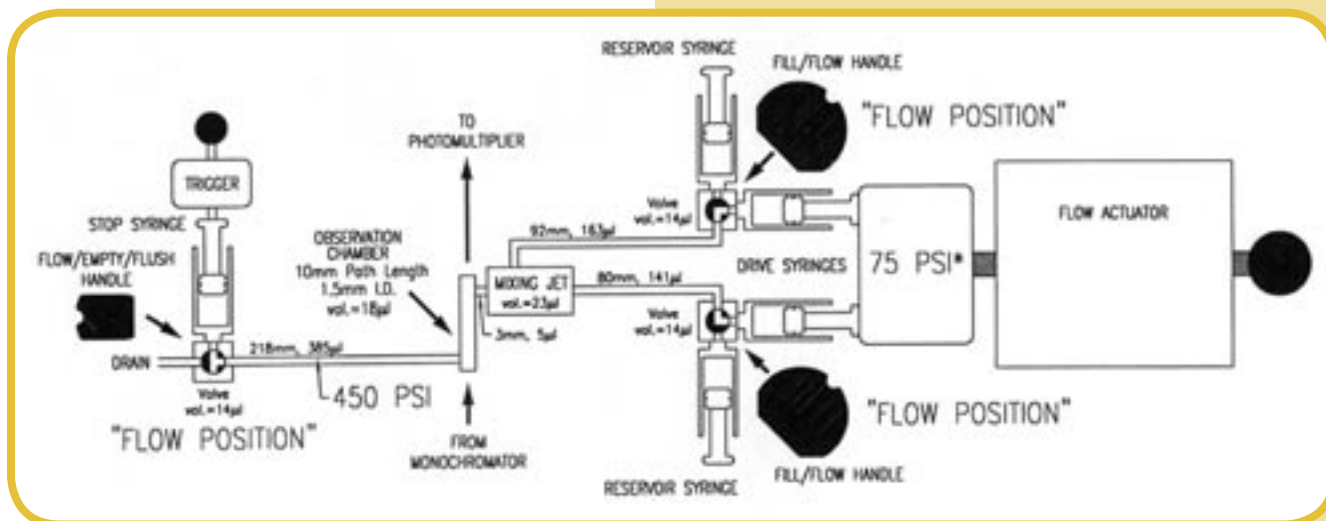 RESERVOIR SYRINGE
FILL/FLOW HANDLE
"FLOW POSITION"
TO
PHOTOMULTIPLIER
TRIGGER
STOP SYRINGE
FLOW/EMPTY/FLUSH
HANDLE
OBSERVATION
CHAMBER
10mm Path Length
1.5mm I.D.
vol.=18µl
Valve
vol.=14µl
92mm, 163µl
MIXING JET
vol.=23µl
80mm, 141µl
DRIVE SYRINGES
75 PSI*
FLOW ACTUATOR
Valve
vol.=14µl
3mm, 5µl
DRAIN
218mm, 385µl
Valve
vol.=14µl
450 PSI
"FLOW POSITION"
FROM
MONOCHROMATOR
"FLOW POSITION"
FILL/FLOW HANDLE
RESERVOIR SYRINGE